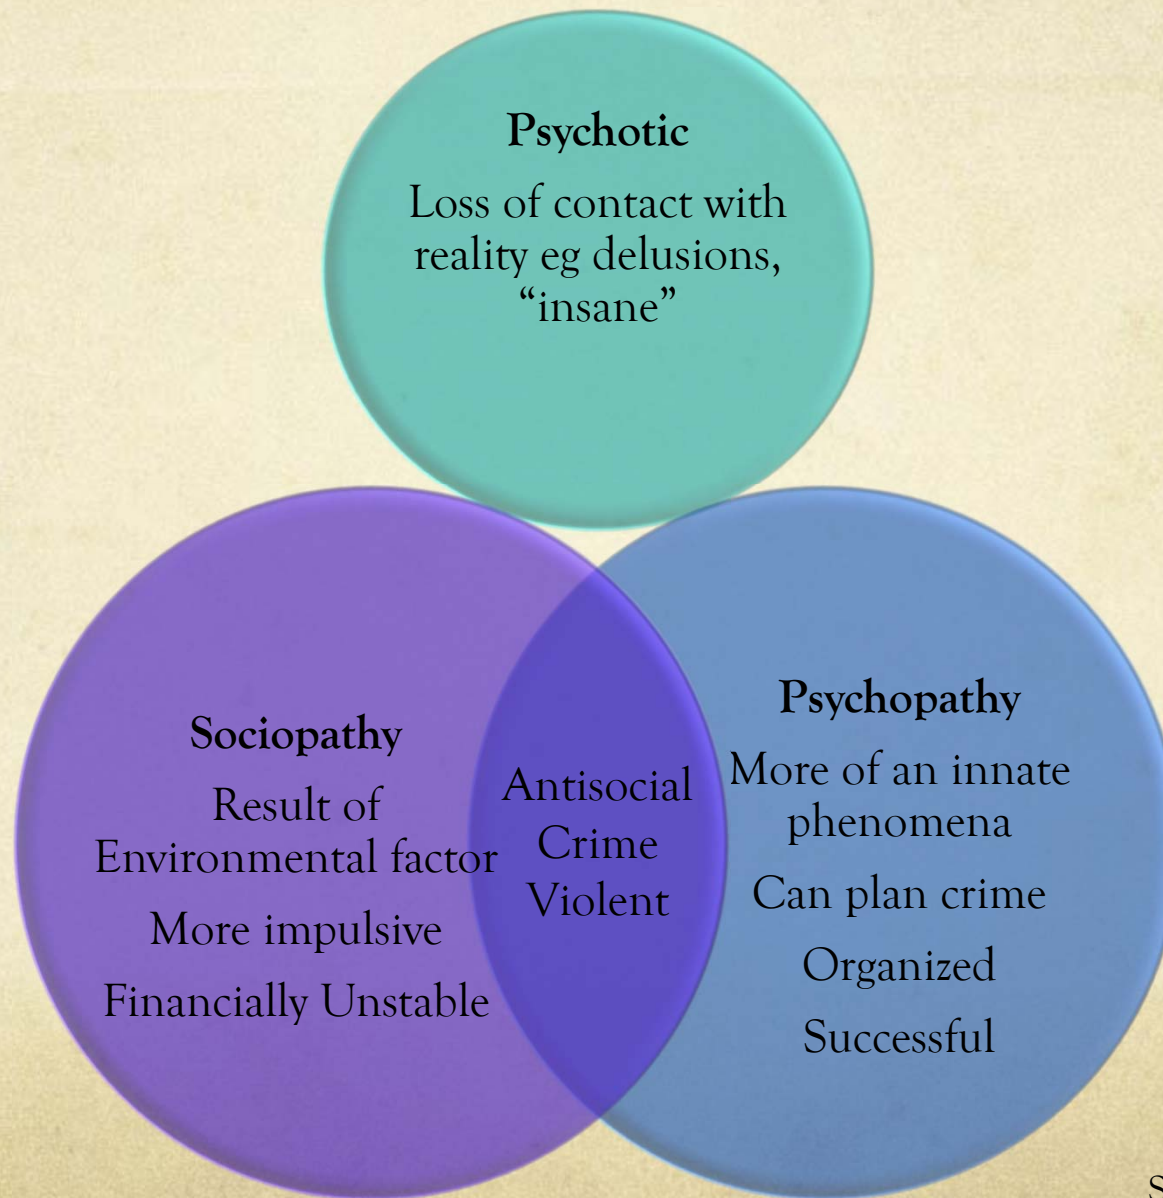 Psychotic
Loss of contact with
reality eg delusions,
“insane”
Sociopathy
Result of
Environmental factor
More impulsive
Financially Unstable
Antisocial
Crime
Violent
Psychopathy
More of an innate
phenomena
Can plan crime
Organized
Successful